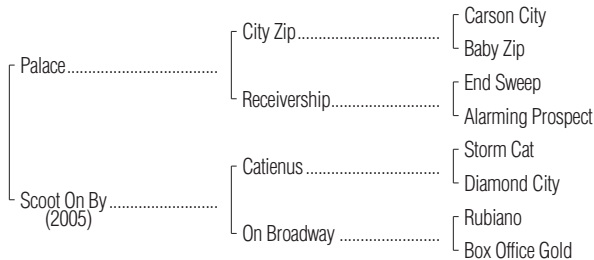 Carson City
City Zip........................................
Baby Zip
Palace..........................................
End Sweep
Receivership..............................
Alarming Prospect
Storm Cat
Catienus.....................................
Diamond City
Scoot On By..............................
(2005)
Rubiano
On Broadway............................
Box Office Gold